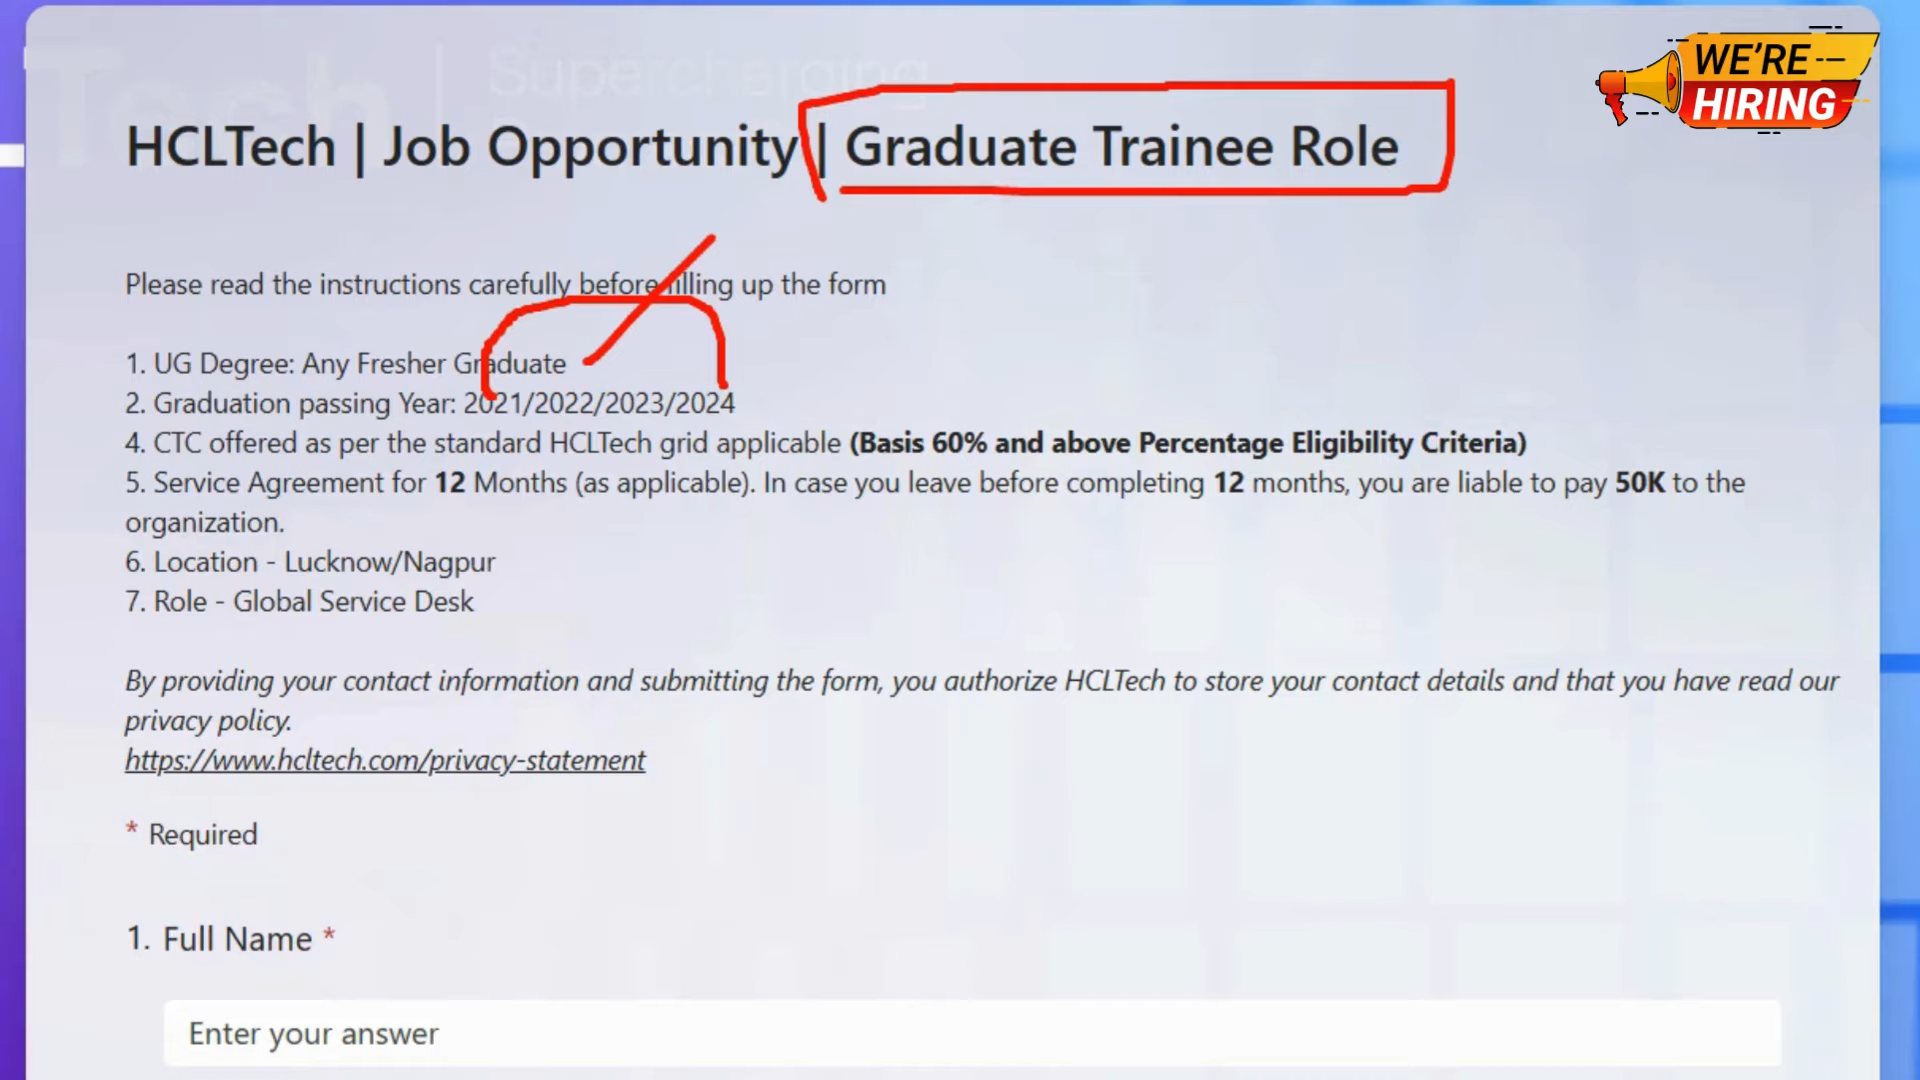 WE'RE
HIRING
Tech | Supercharging
HCLTech | Job Opportunity | Graduate Trainee Role
Please read the instructions carefully before filling up the form
1. UG Degree: Any Fresher Graduate
2. Graduation passing Year: 2021/2022/2023/2024
4. CTC offered as per the standard HCLTech grid applicable (Basis 60% and above Percentage Eligibility Criteria)
5. Service Agreement for 12 Months (as applicable). In case you leave before completing 12 months, you are liable to pay 50K to the
organization.
6. Location - Lucknow/Nagpur
7. Role - Global Service Desk
By providing your contact information and submitting the form, you authorize HCLTech to store your contact details and that you have read our
privacy policy.
https://www.hcltech.com/privacy-statement
* Required
1. Full Name *
Enter your answer